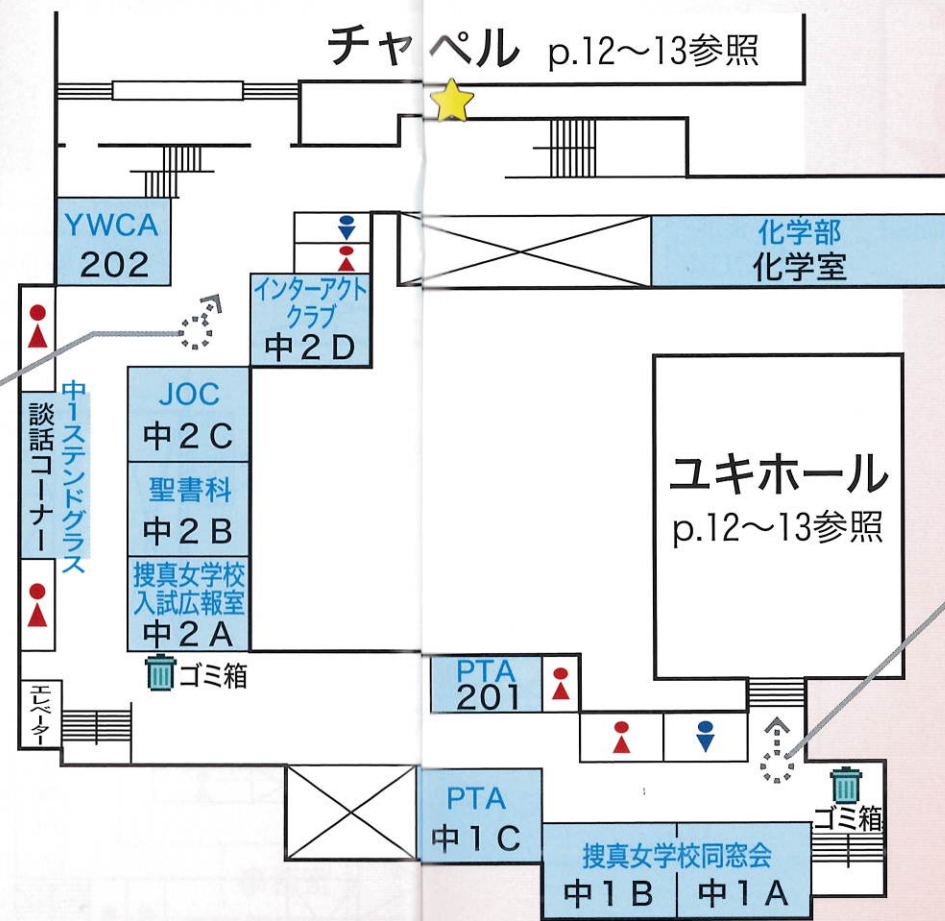 チャペル p.12〜13参照
YWCA
202
化学部
化学室
インターアクト
クラブ
中2D
JOC
中2C
中1ステンドグラス
談話コーナー
聖書科
中2B
ユキホール
p.12〜13参照
捜真女学校
入試広報室
中2A
ゴミ箱
PTA
201
エレベーター
PTA
中1C
ゴミ箱
捜真女学校同窓会
中1B 中1A